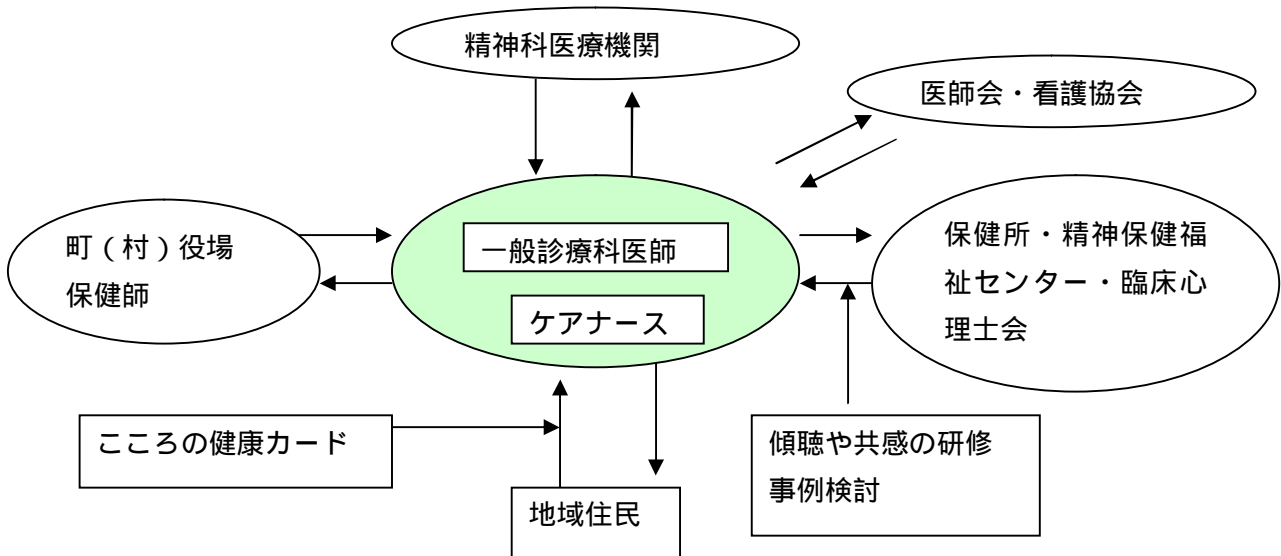 精神科医療機関
医師会・看護協会
町（村）役場
保健師
一般診療科医師
ケアナース
保健所・精神保健福
祉センター・臨床心
理士会
こころの健康カード
地域住民
傾聴や共感の研修
事例検討